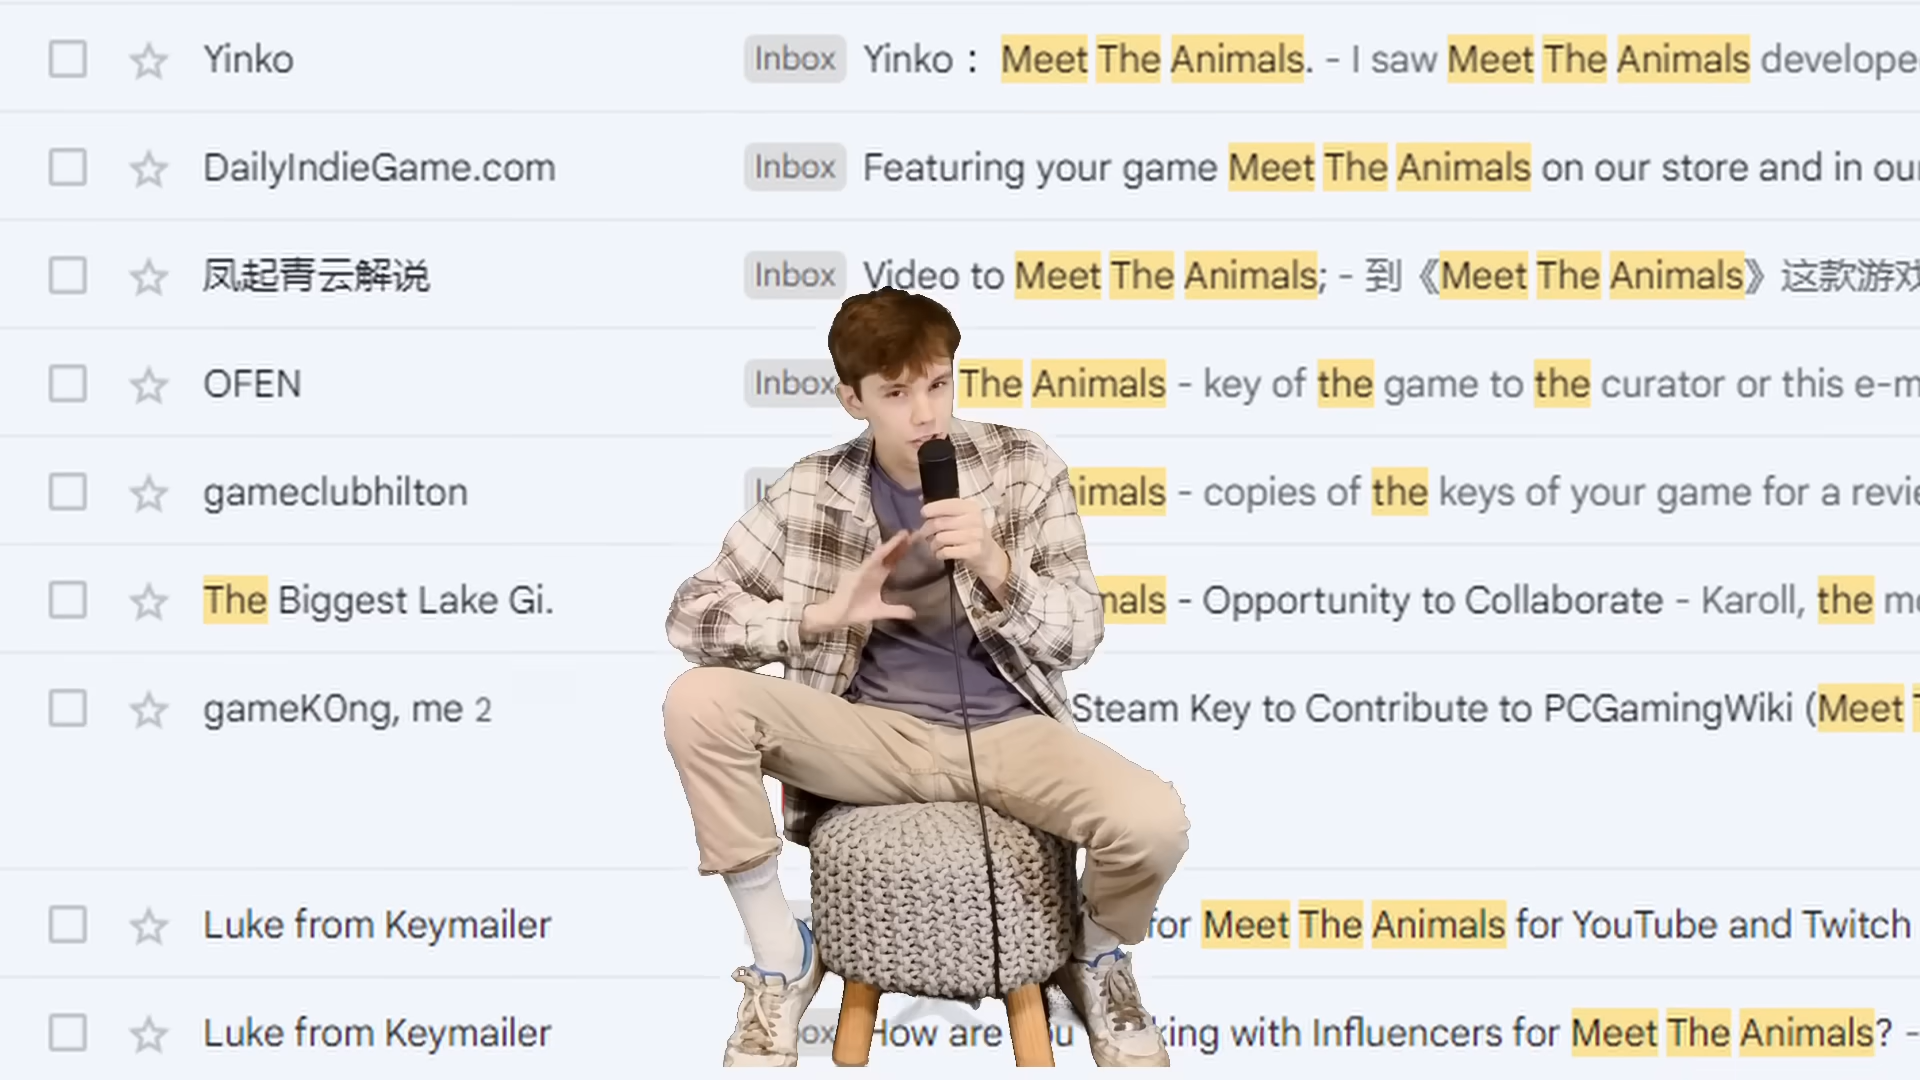 Yinko Inbox Yinko： Meet The Animals. - I saw Meet The Animals develope
DailyIndieGame.com Inbox Featuring your game Meet The Animals on our store and in our
凤起青云解说 Inbox Video to Meet The Animals; - 到《Meet The Animals》这款游戏
OFEN Inbox The Animals - key of the game to the curator or this e-m
gameclubhilton - copies of the keys of your game for a revie
The Biggest Lake Gi. - Opportunity to Collaborate - Karoll, the me
gameK0ng, me 2 Steam Key to Contribute to PCGamingWiki (Meet
Luke from Keymailer for Meet The Animals for YouTube and Twitch
Luke from Keymailer How are king with Influencers for Meet The Animals? -